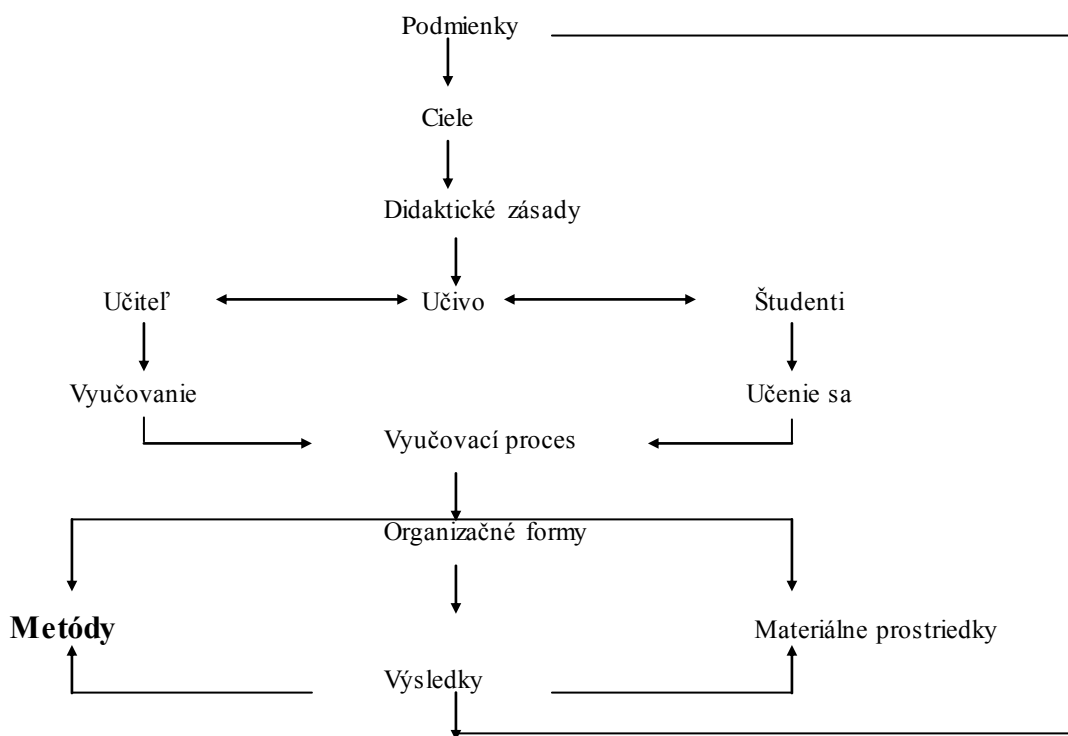 Podmienky
Ciele
Didaktické zásady
Učiteľ Učivo Študenti
Vyučovanie Učenie sa
Vyučovací proces
Organizačné formy
Metódy Materiálne prostriedky
Výsledky